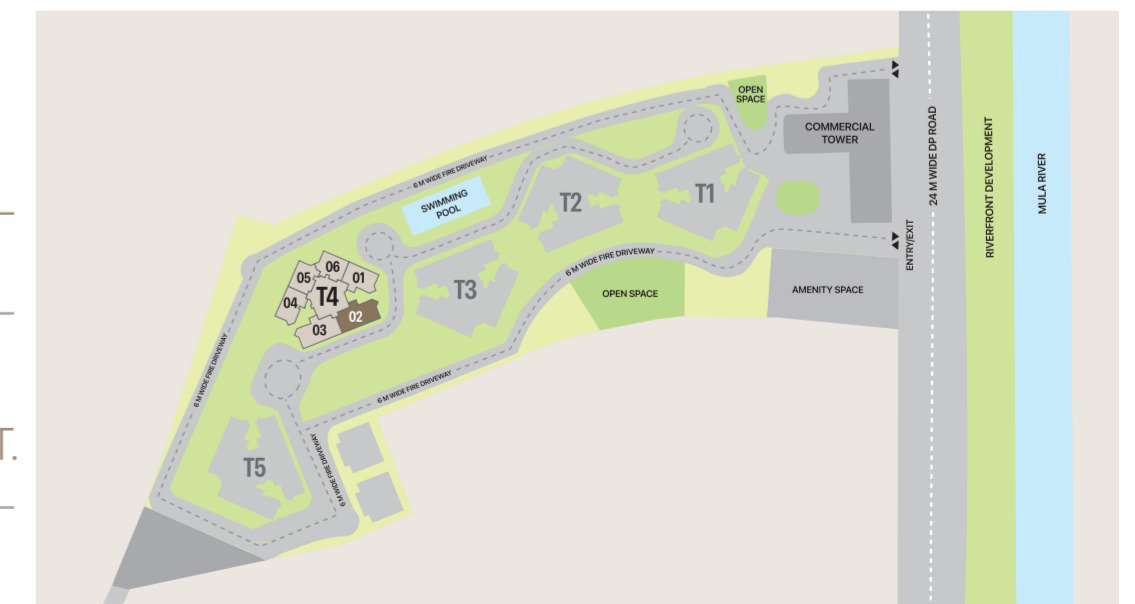 OPEN
SPACE
COMMERCIAL
TOWER
24 M WIDE DP ROAD
RIVERFRONT DEVELOPMENT
MULA RIVER
6 M WIDE FIRE DRIVEWAY
SWIMMING
POOL
T2
T1
ENTRY/EXIT
6 M WIDE FIRE DRIVEWAY
OPEN SPACE
AMENITY SPACE
T3
06
05
01
04
T4
02
03
6 M WIDE FIRE DRIVEWAY
6 M WIDE FIRE DRIVEWAY
T.
6 M WIDE FIRE DRIVEWAY
T5